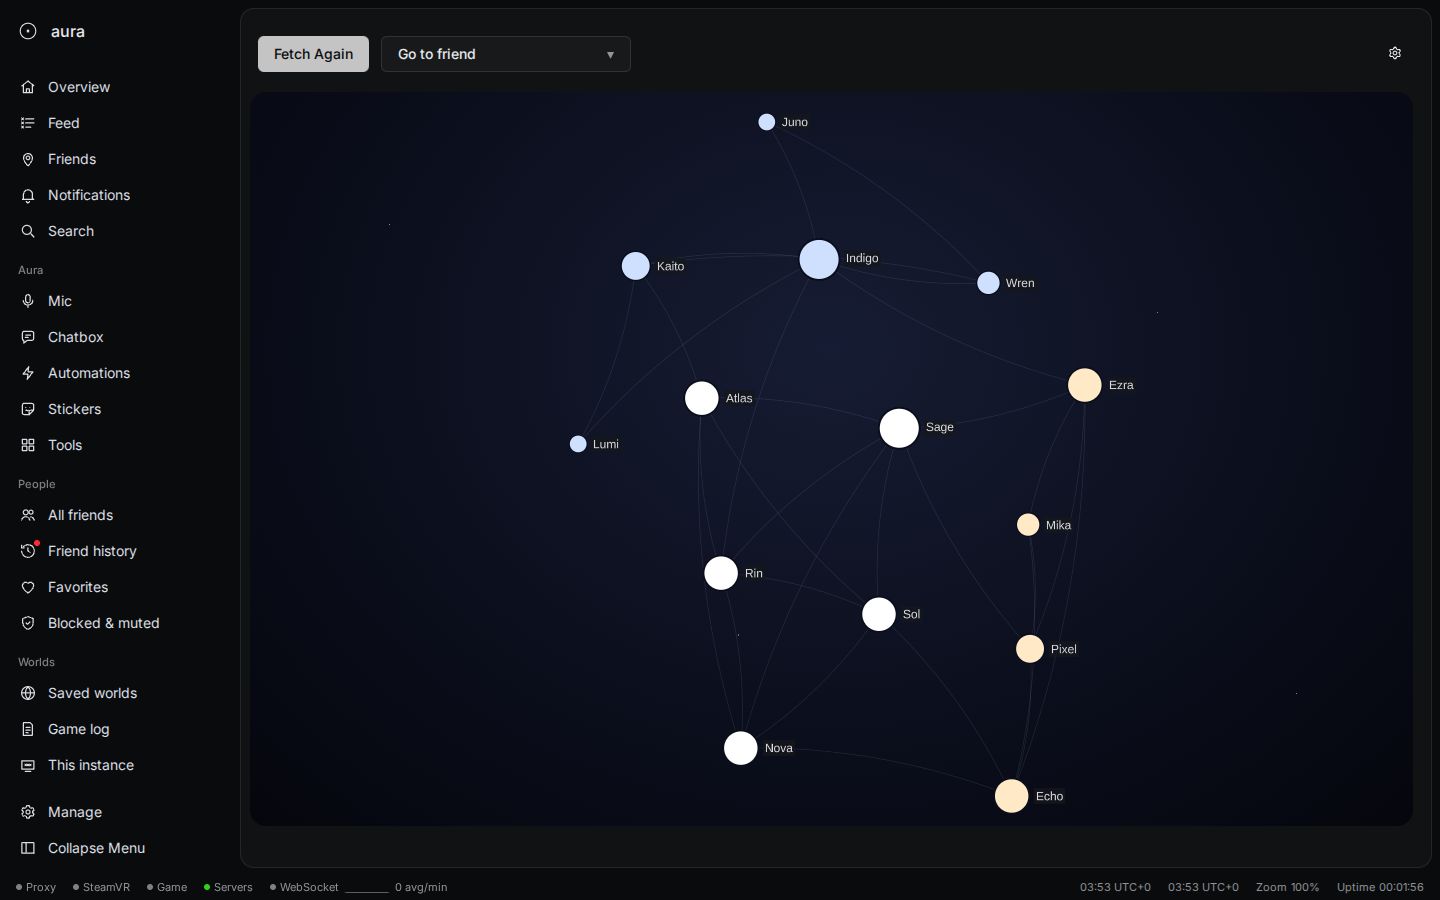 aura
Overview
Feed
Friends
Notifications
Search
Aura
Mic
Chatbox
Automations
Stickers
Tools
People
All friends
Friend history
Favorites
Blocked & muted
Worlds
Saved worlds
Game log
This instance
Manage
Collapse Menu
Fetch Again
Go to friend
Juno
Kaito
Indigo
Wren
Atlas
Ezra
Sage
Lumi
Mika
Rin
Sol
Pixel
Nova
Echo
Proxy SteamVR Game Servers WebSocket 0 avg/min 03:53 UTC+0 03:53 UTC+0 Zoom 100% Uptime 00:01:56